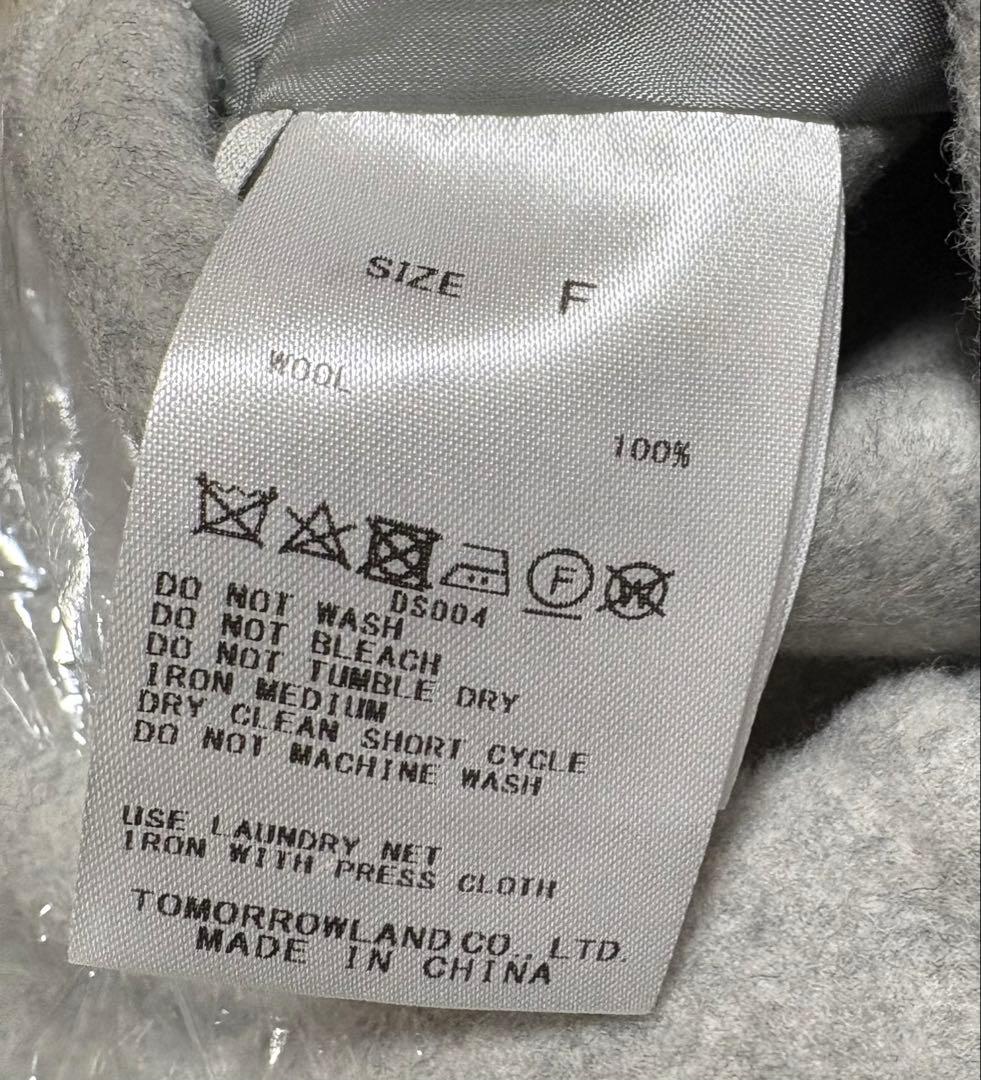 SIZE F
WOOL
100%
F W
DS004
DO NOT WASH
DO NOT BLEACH
DO NOT TUMBLE DRY
IRON MEDIUM
DRY CLEAN SHORT CYCLE
DO NOT MACHINE WASH
USE LAUNDRY NET
IRON WITH PRESS CLOTH
TOMORROWLAND CO., LTD.
MADE IN CHINA